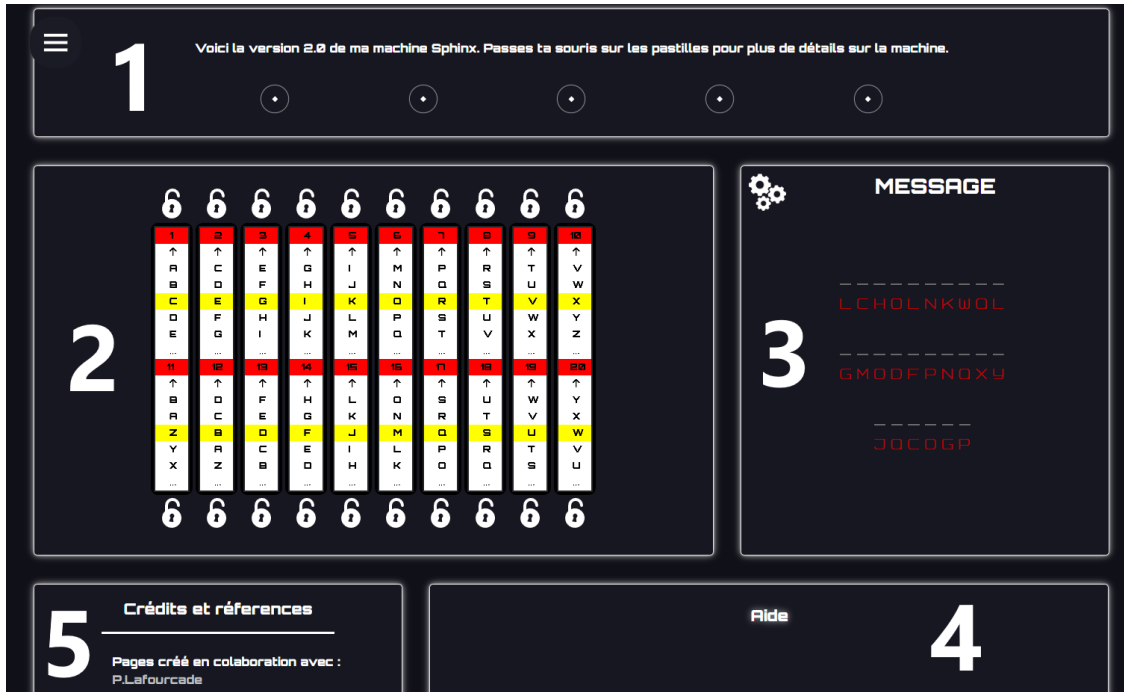 Voici la version 2.0 de ma machine Sphinx. Passes ta souris sur les pastilles pour plus de détails sur la machine.
1
1 2 3 4 5 6 7 8 9 10
↑ ↑ ↑ ↑ ↑ ↑ ↑ ↑ ↑ ↑
A C E G I M P R T V
B D F H J N Q S U W
C E G I K O R T V X
D F H J L P S U W Y
E G I K M Q T V X Z
... ... ... ... ... ... ... ... ... ...
11 12 13 14 15 16 17 18 19 20
↑ ↑ ↑ ↑ ↑ ↑ ↑ ↑ ↑ ↑
B D F H L O S U W Y
A C E G K N R T V X
Z B D F J M Q S U W
Y A C E I L P R T V
X Z B D H K O Q S U
... ... ... ... ... ... ... ... ... ...
2
MESSAGE
LCHOLNKWQL
GMODFPNQXY
JQCOGP
3
Crédits et réferences
Pages créé en colaboration avec :
P.Lafourcade
5
Aide
4